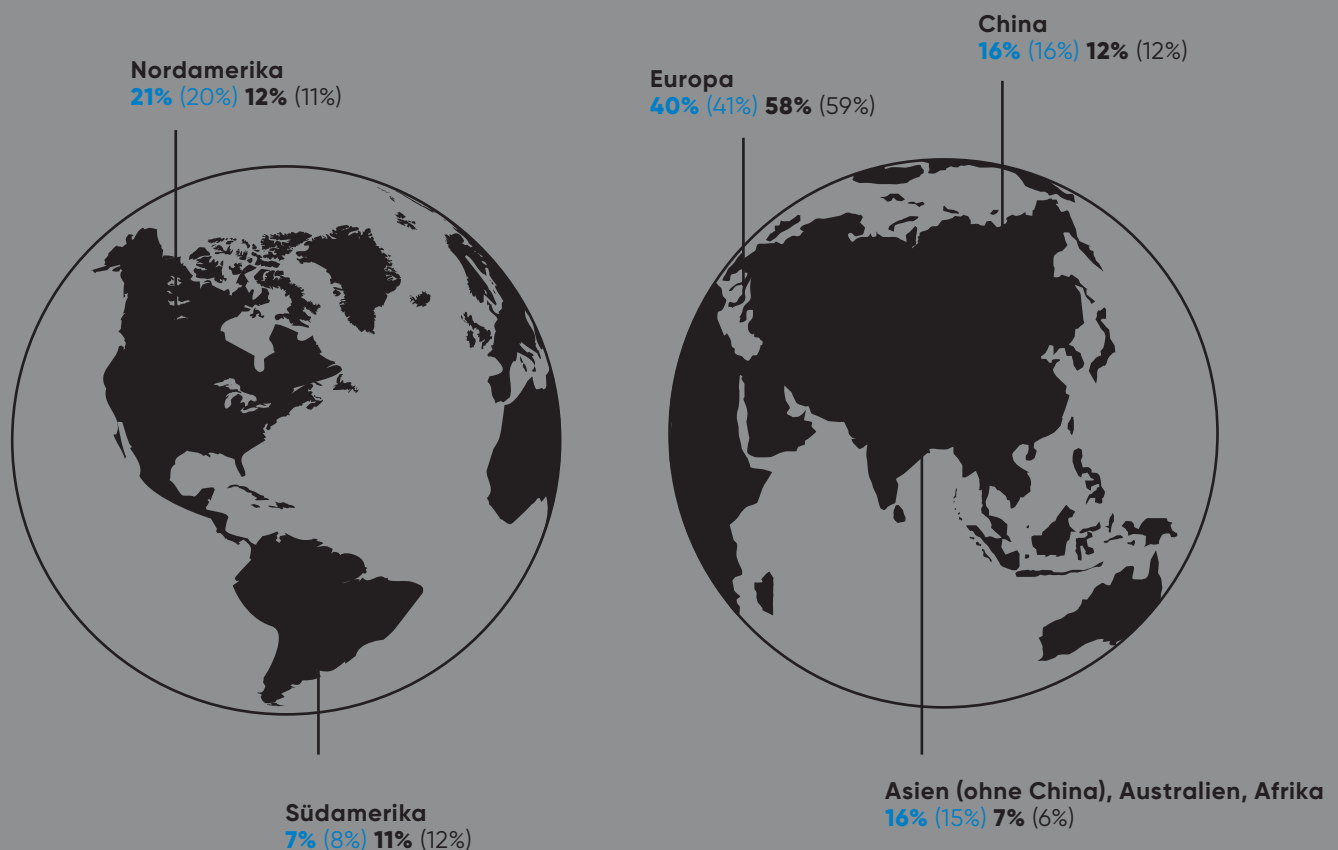 China
16% (16%) 12% (12%)
Nordamerika
21% (20%) 12% (11%)
Europa
40% (41%) 58% (59%)
Südamerika
7% (8%) 11% (12%)
Asien (ohne China), Australien, Afrika
16% (15%) 7% (6%)